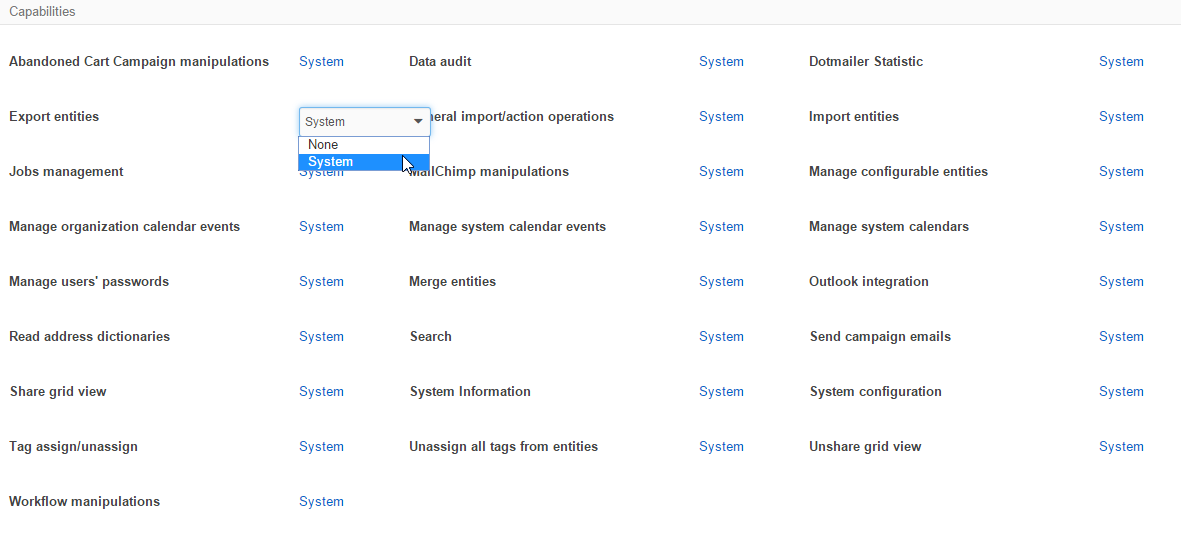 Capabilities
Abandoned Cart Campaign manipulations System Data audit System Dotmailer Statistic System
Export entities System neral import/action operations System Import entities System
None
System
Jobs management System MailChimp manipulations System Manage configurable entities System
Manage organization calendar events System Manage system calendar events System Manage system calendars System
Manage users' passwords System Merge entities System Outlook integration System
Read address dictionaries System Search System Send campaign emails System
Share grid view System System Information System System configuration System
Tag assign/unassign System Unassign all tags from entities System Unshare grid view System
Workflow manipulations System